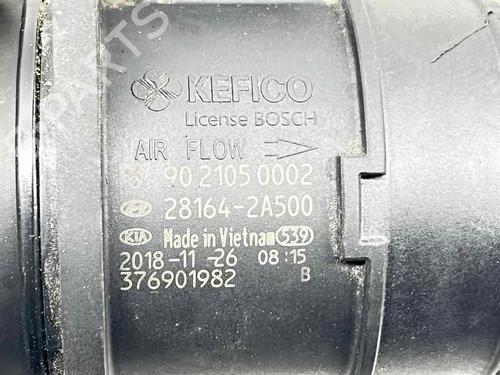 KEFICO
License BOSCH
AIR FLOW
90 2105 0002
28164-2A500
KIA Made in Vietnam 539
2018-11-26 08:15
376901982 B